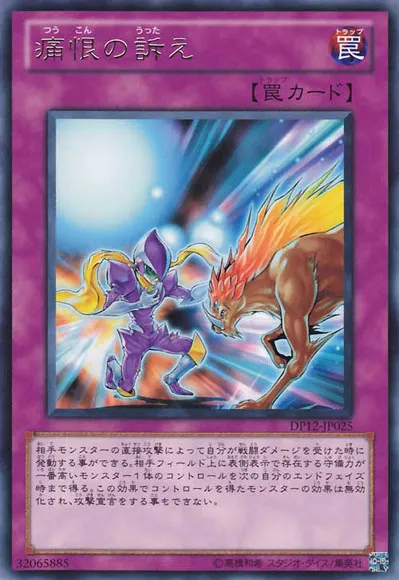 痛恨の訴え
つうこん うった
トラップ
罠
トラップ
【罠カード】
DP12-JP025
相手モンスターの直接攻撃によって自分が戦闘ダメージを受けた時に
発動する事ができる。相手フィールド上に表側表示で存在する守備力が
一番高いモンスター1体のコントロールを次の自分のエンドフェイズ
時まで得る。この効果でコントロールを得たモンスターの効果は無効
化され、攻撃宣言をする事もできない。
32065885
©高橋和希 スタジオ・ダイス/集英社